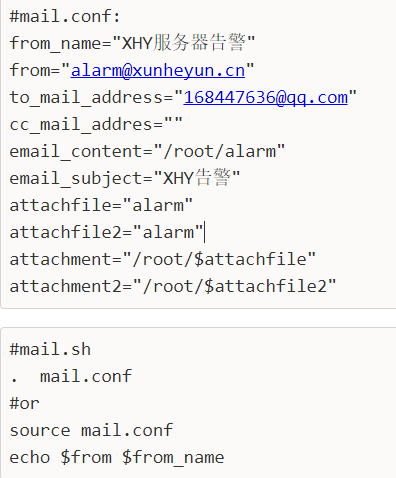 #mail.conf:
from_name="XHY服务器告警"
from="alarm@xunheyun.cn"
to_mail_address="168447636@qq.com"
cc_mail_addres=""
email_content="/root/alarm"
email_subject="XHY告警"
attachfile="alarm"
attachfile2="alarm"
attachment="/root/$attachfile"
attachment2="/root/$attachfile2"
#mail.sh
.  mail.conf
#or
source mail.conf
echo $from $from_name